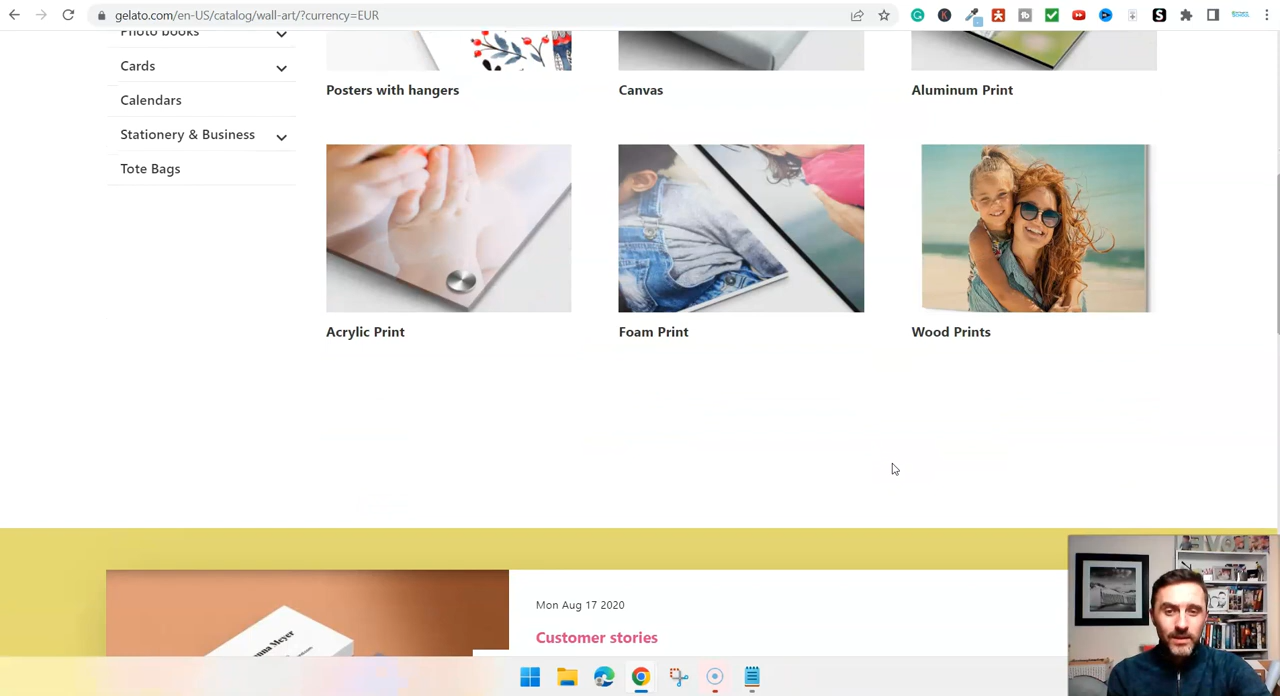 gelato.com/en-US/catalog/wall-art/?currency=EUR
Photo books
Cards
Calendars
Stationery & Business
Tote Bags
Posters with hangers
Canvas
Aluminum Print
Acrylic Print
Foam Print
Wood Prints
Mon Aug 17 2020
Customer stories
Meyer